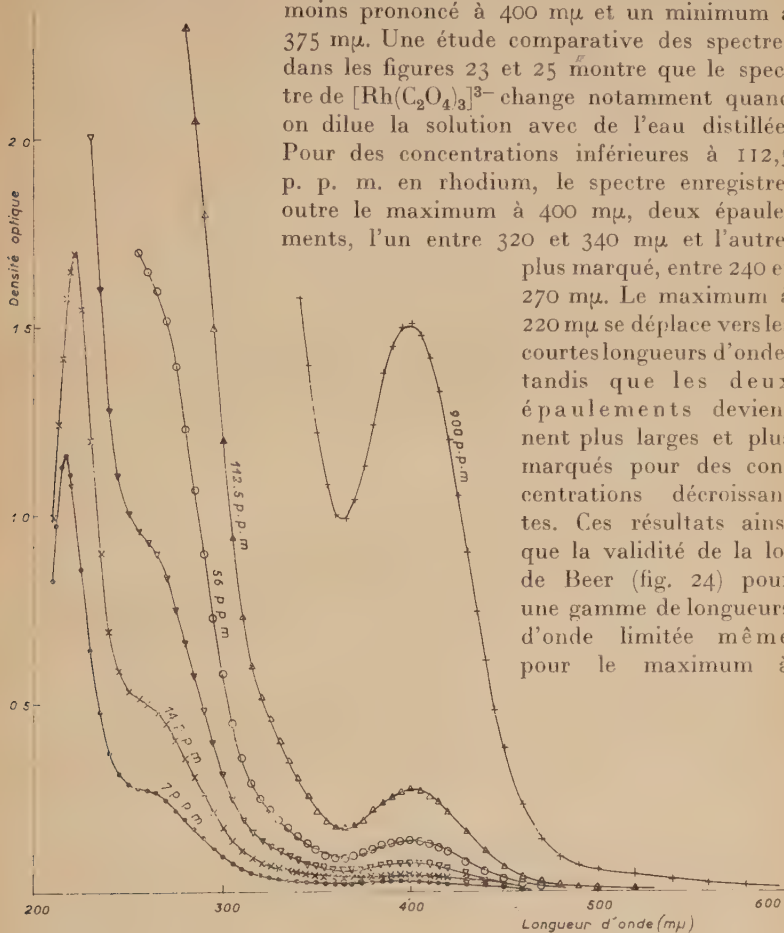 moins prononcé à 400 mµ et un minimum à
375 mµ. Une étude comparative des spectre
dans les figures 23 et 25 montre que le spec
tre de [Rh(C₂O₄)₃]³⁻ change notamment quand
on dilue la solution avec de l'eau distillée
Pour des concentrations inférieures à 112,5
p. p. m. en rhodium, le spectre enregistre
outre le maximum à 400 mµ, deux épaule
ments, l'un entre 320 et 340 mµ et l'autre
plus marqué, entre 240 e
270 mµ. Le maximum à
220 mµ se déplace vers le
courtes longueurs d'onde
tandis que les deux
épaulements devien
nent plus larges et plu
marqués pour des con
centrations décroissan
tes. Ces résultats ains
que la validité de la lo
de Beer (fig. 24) pour
une gamme de longueurs
d'onde limitée même
pour le maximum à
Densité optique
2 0
1 5
1 0
0 5
900 p.p.m
112.5 p.p.m
56 p p m
7 p p m
200
300
400
500
600
Longueur d'onde (mµ)